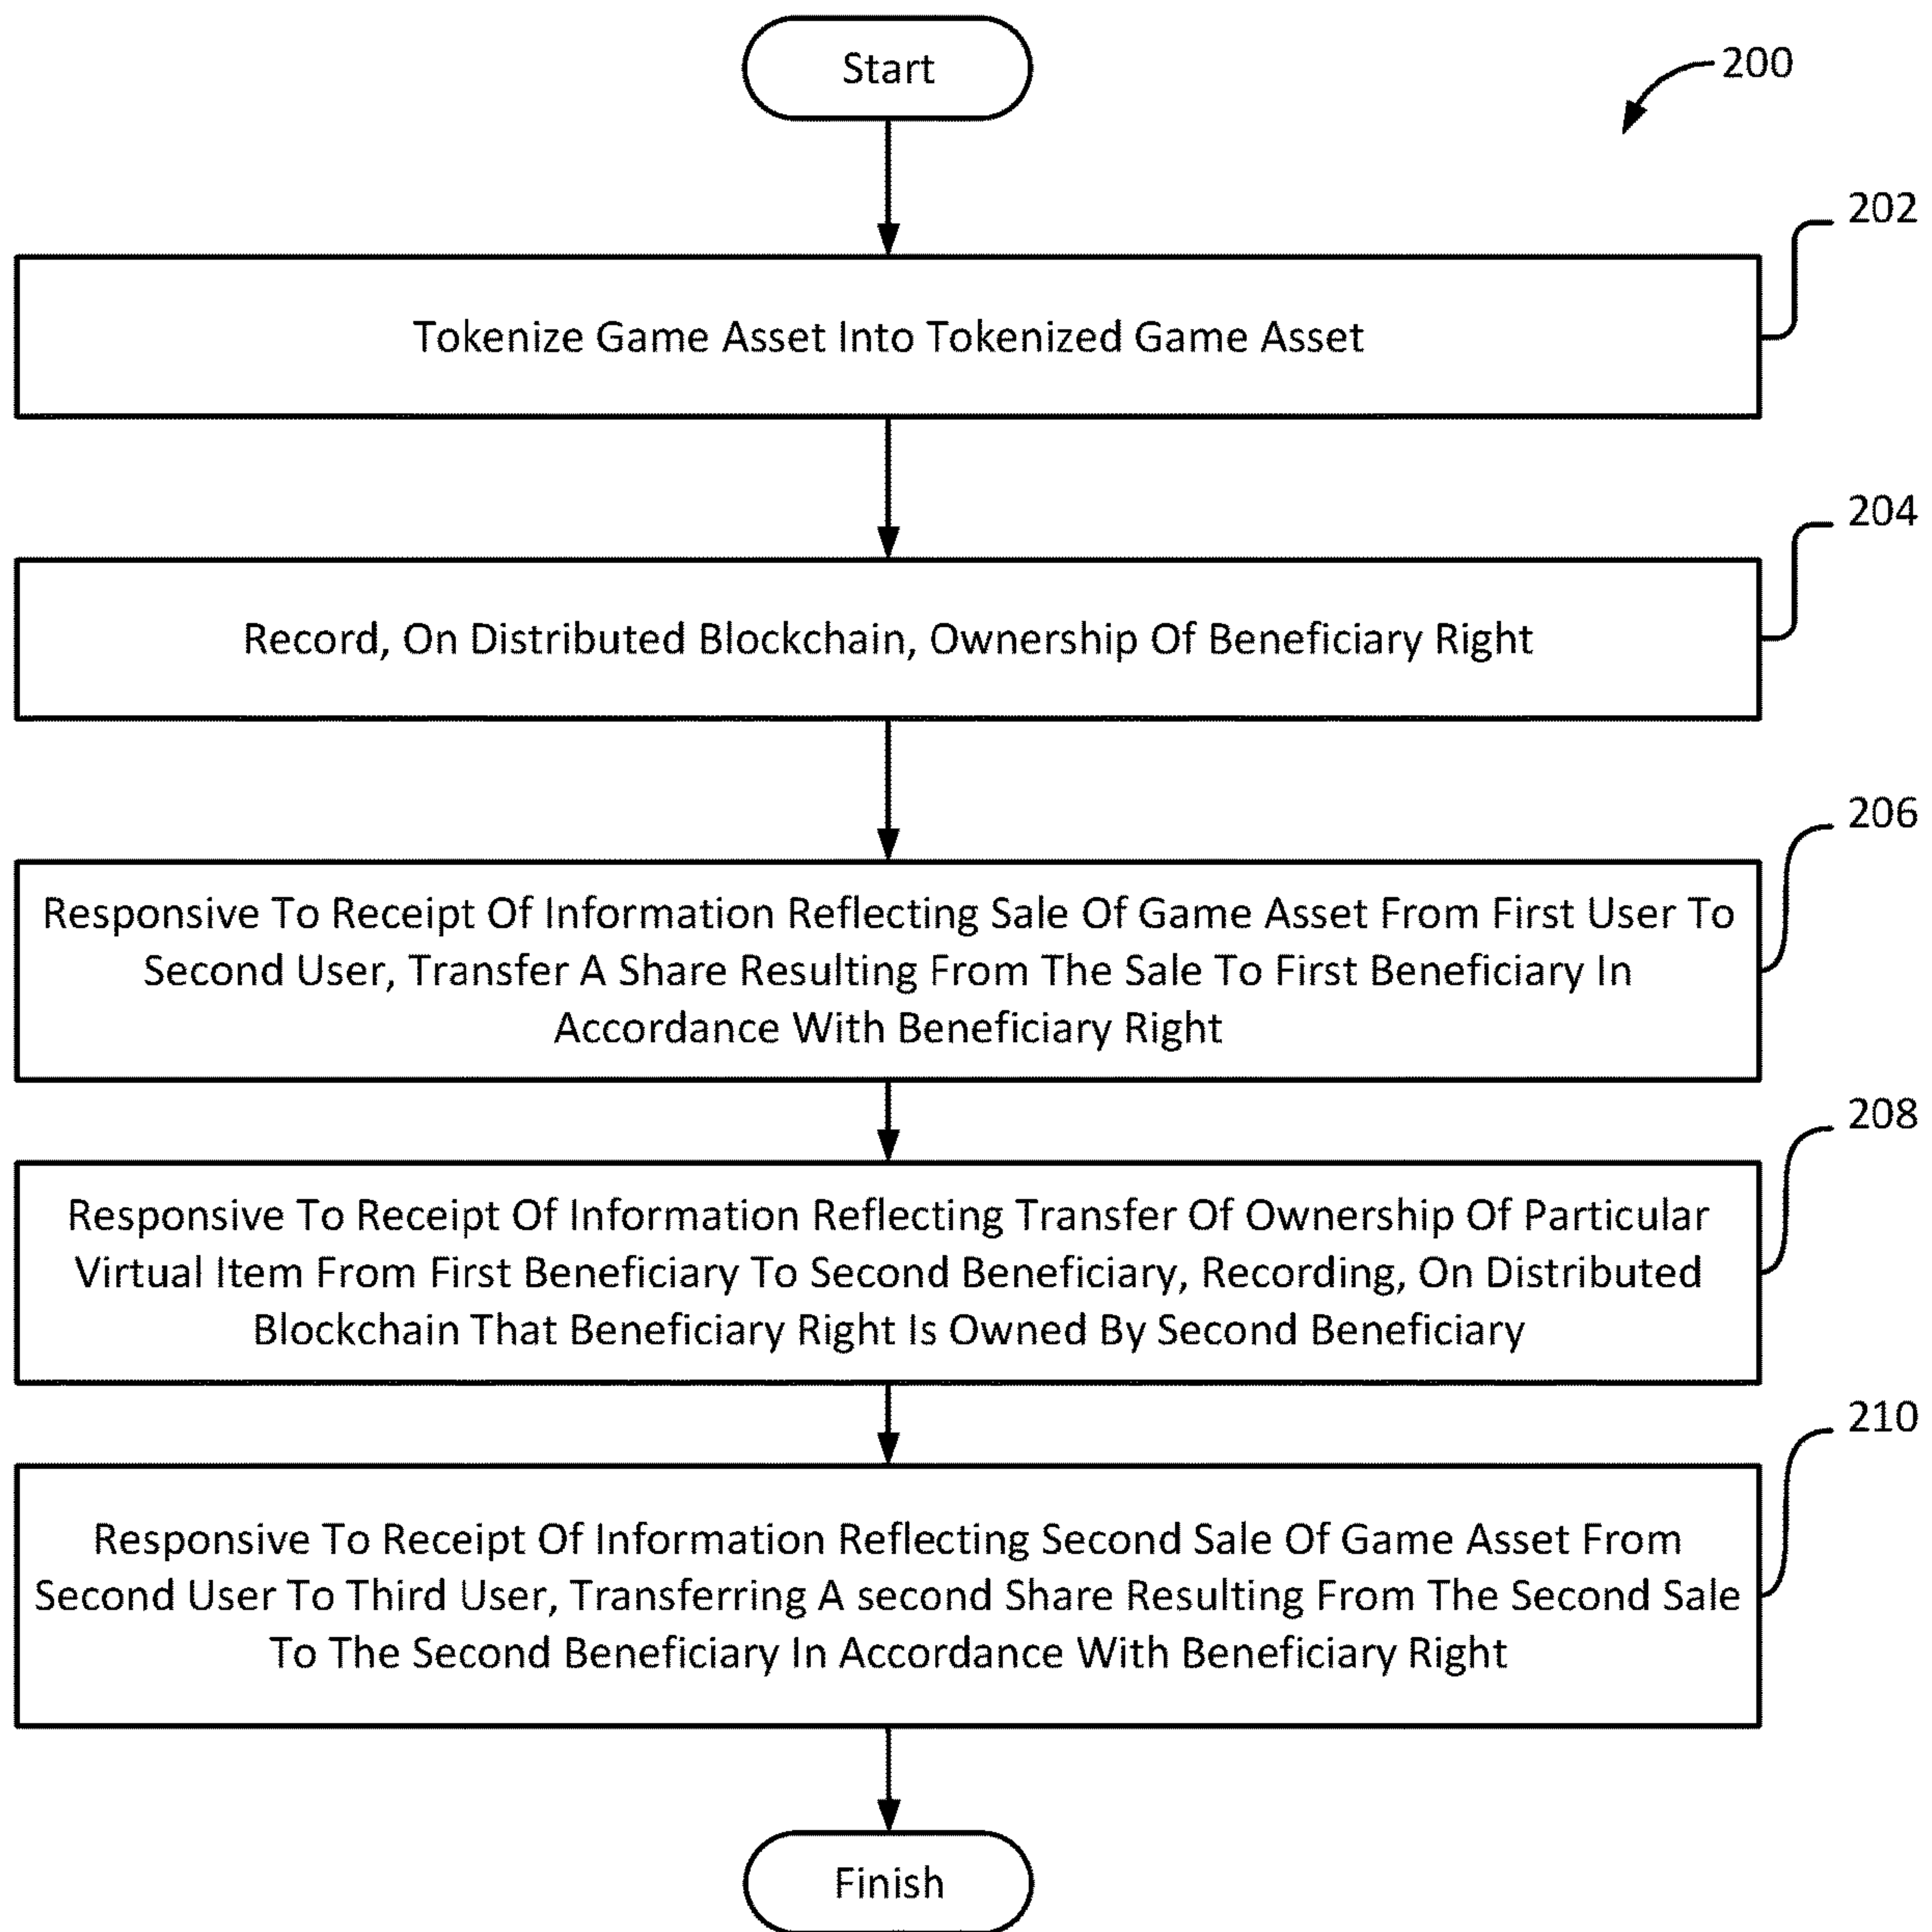 Start
200
202
Tokenize Game Asset Into Tokenized Game Asset
204
Record, On Distributed Blockchain, Ownership Of Beneficiary Right
206
Responsive To Receipt Of Information Reflecting Sale Of Game Asset From First User To
Second User, Transfer A Share Resulting From The Sale To First Beneficiary In
Accordance With Beneficiary Right
208
Responsive To Receipt Of Information Reflecting Transfer Of Ownership Of Particular
Virtual Item From First Beneficiary To Second Beneficiary, Recording, On Distributed
Blockchain That Beneficiary Right Is Owned By Second Beneficiary
210
Responsive To Receipt Of Information Reflecting Second Sale Of Game Asset From
Second User To Third User, Transferring A second Share Resulting From The Second Sale
To The Second Beneficiary In Accordance With Beneficiary Right
Finish